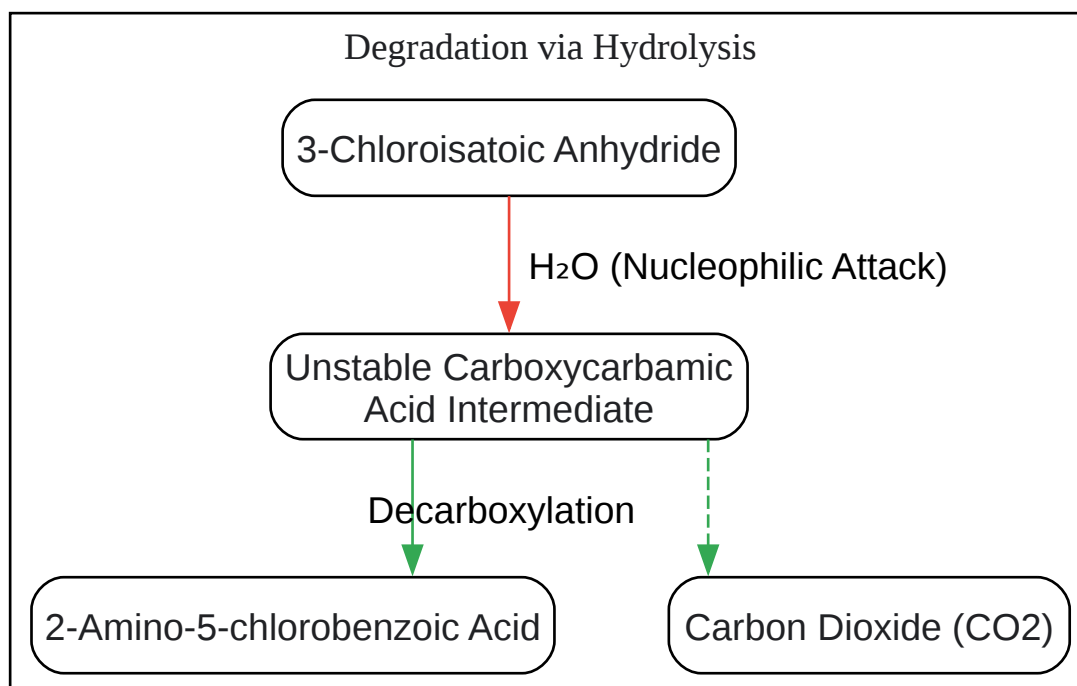 Degradation via Hydrolysis
3-Chloroisatoic Anhydride
H₂O (Nucleophilic Attack)
Unstable Carboxycarbamic
Acid Intermediate
Decarboxylation
2-Amino-5-chlorobenzoic Acid
Carbon Dioxide (CO2)